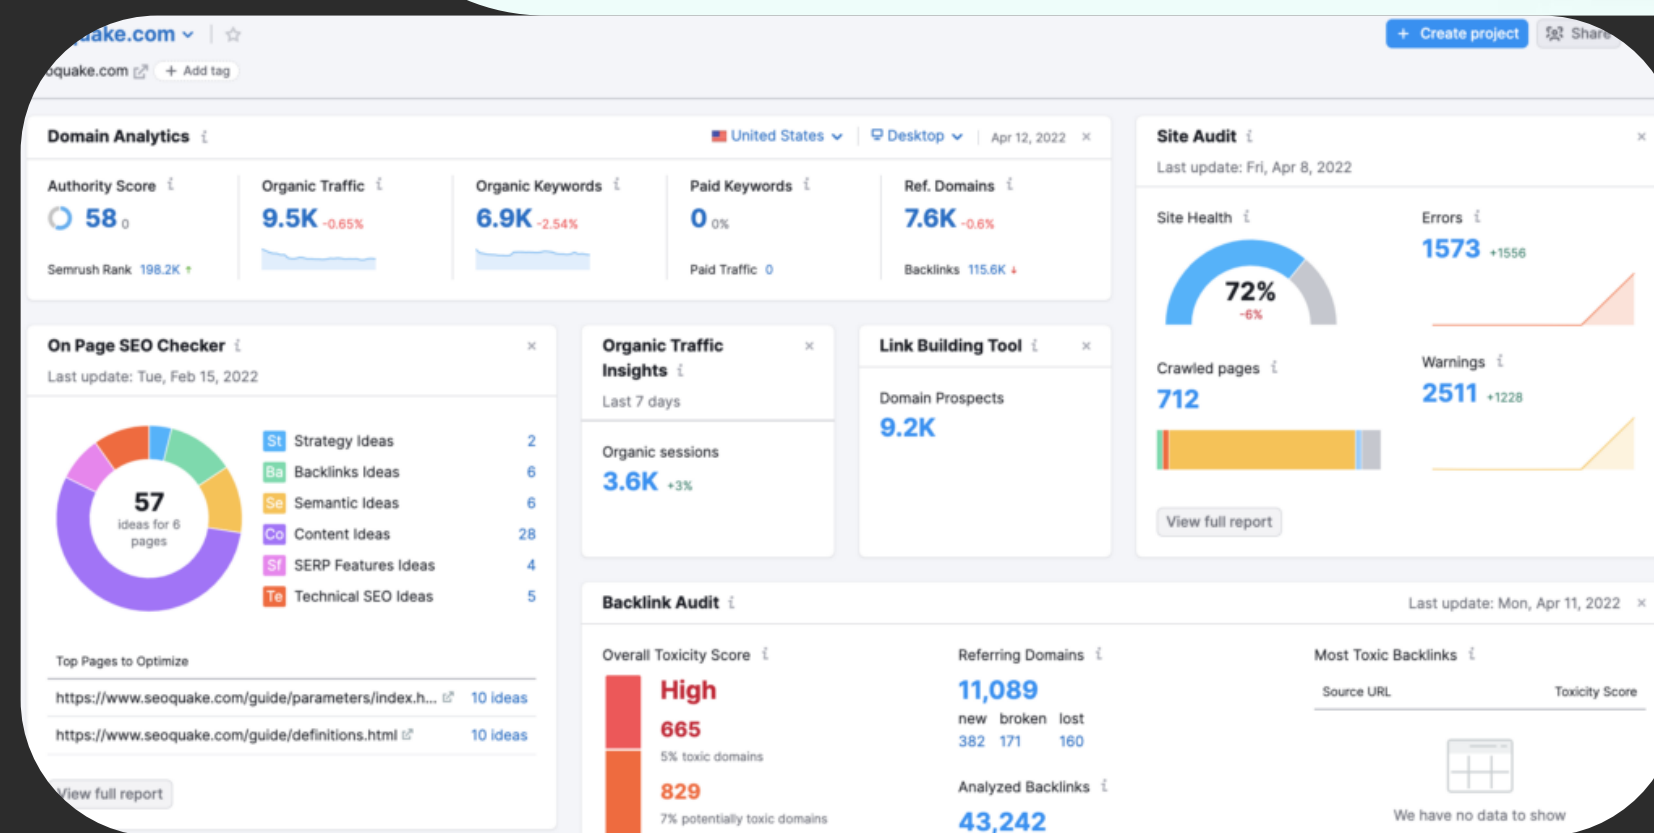 quake.com
+ Create project
Share
oquake.com
+ Add tag
Domain Analytics i
United States
Desktop
Apr 12, 2022 ×
Authority Score i
58 0
Semrush Rank 198.2K ↑
Organic Traffic i
9.5K -0.65%
Organic Keywords i
6.9K -2.54%
Paid Keywords i
0 0%
Paid Traffic 0
Ref. Domains i
7.6K -0.6%
Backlinks 115.6K ↓
Site Audit i ×
Last update: Fri, Apr 8, 2022
Site Health i
72%
-6%
Errors i
1573 +1556
Crawled pages i
712
Warnings i
2511 +1228
View full report
On Page SEO Checker i ×
Last update: Tue, Feb 15, 2022
57
ideas for 6
pages
St Strategy Ideas 2
Ba Backlinks Ideas 6
Se Semantic Ideas 6
Co Content Ideas 28
Sf SERP Features Ideas 4
Te Technical SEO Ideas 5
Top Pages to Optimize
https://www.seoquake.com/guide/parameters/index.h... 10 ideas
https://www.seoquake.com/guide/definitions.html 10 ideas
View full report
Organic Traffic ×
Insights i
Last 7 days
Organic sessions
3.6K +3%
Link Building Tool i ×
Domain Prospects
9.2K
Backlink Audit i
Last update: Mon, Apr 11, 2022 ×
Overall Toxicity Score i
High
665
5% toxic domains
829
7% potentially toxic domains
Referring Domains i
11,089
new broken lost
382 171 160
Analyzed Backlinks i
43,242
Most Toxic Backlinks i
Source URL Toxicity Score
We have no data to show